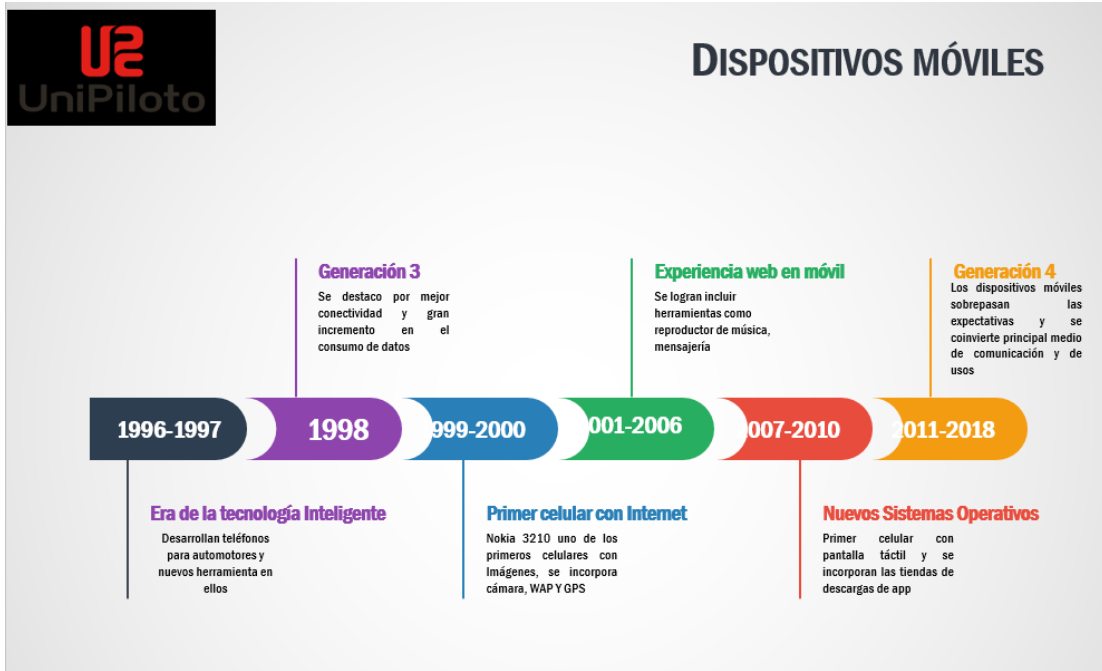 UniPiloto
DISPOSITIVOS MÓVILES
Generación 3
Se destaco por mejor
conectividad y gran
incremento en el
consumo de datos
Experiencia web en móvil
Se logran incluir
herramientas como
reproductor de música,
mensajería
Generación 4
Los dispositivos móviles
sobrepasan las
expectativas y se
coinvierte principal medio
de comunicación y de
usos
1996-1997
1998
999-2000
001-2006
007-2010
2011-2018
Era de la tecnología Inteligente
Desarrollan teléfonos
para automotores y
nuevos herramienta en
ellos
Primer celular con Internet
Nokia 3210 uno de los
primeros celulares con
Imágenes, se incorpora
cámara, WAP Y GPS
Nuevos Sistemas Operativos
Primer celular con
pantalla táctil y se
incorporan las tiendas de
descargas de app